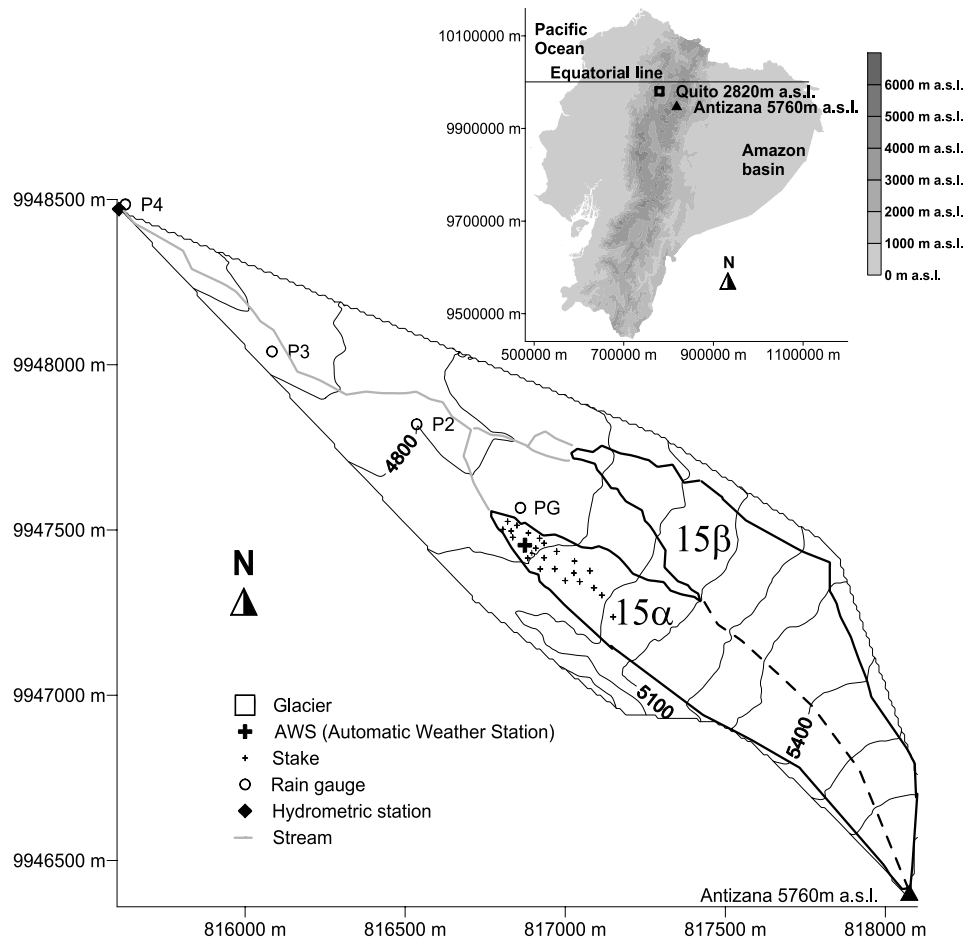 10100000 m
9900000 m
9700000 m
9500000 m
500000 m
700000 m
900000 m
1100000 m
Pacific
Ocean
Equatorial line
Quito 2820m a.s.l.
Antizana 5760m a.s.l.
Amazon
basin
N
6000 m a.s.l.
5000 m a.s.l.
4000 m a.s.l.
3000 m a.s.l.
2000 m a.s.l.
1000 m a.s.l.
0 m a.s.l.
9948500 m
9948000 m
9947500 m
9947000 m
9946500 m
P4
P3
P2
4800
PG
15β
15α
5100
5400
N
Glacier
AWS (Automatic Weather Station)
Stake
Rain gauge
Hydrometric station
Stream
Antizana 5760m a.s.l.
816000 m
816500 m
817000 m
817500 m
818000 m